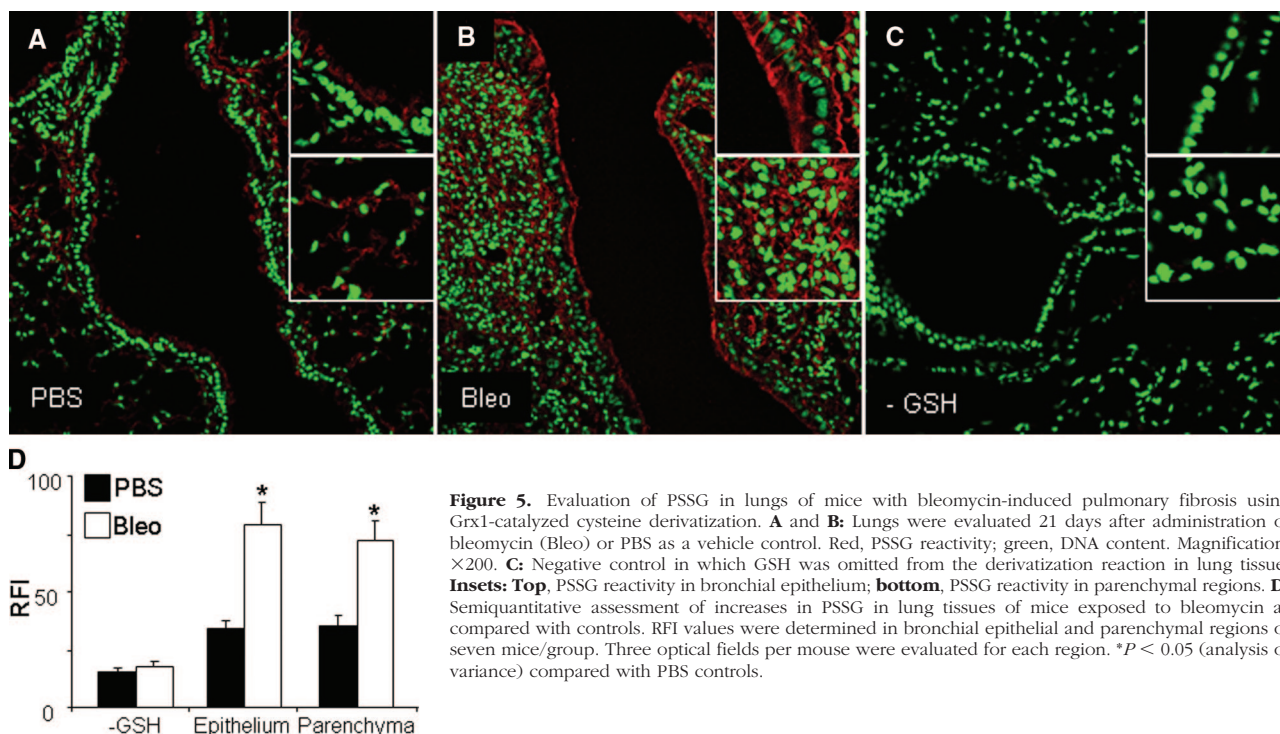 A
B
C
PBS
Bleo
- GSH
D
100
50
0
RFI
PBS
Bleo
*
*
-GSH Epithelium Parenchyma
Figure 5. Evaluation of PSSG in lungs of mice with bleomycin-induced pulmonary fibrosis usin
Grx1-catalyzed cysteine derivatization. A and B: Lungs were evaluated 21 days after administration o
bleomycin (Bleo) or PBS as a vehicle control. Red, PSSG reactivity; green, DNA content. Magnification
×200. C: Negative control in which GSH was omitted from the derivatization reaction in lung tissue
Insets: Top, PSSG reactivity in bronchial epithelium; bottom, PSSG reactivity in parenchymal regions. D
Semiquantitative assessment of increases in PSSG in lung tissues of mice exposed to bleomycin a
compared with controls. RFI values were determined in bronchial epithelial and parenchymal regions o
seven mice/group. Three optical fields per mouse were evaluated for each region. *P < 0.05 (analysis o
variance) compared with PBS controls.